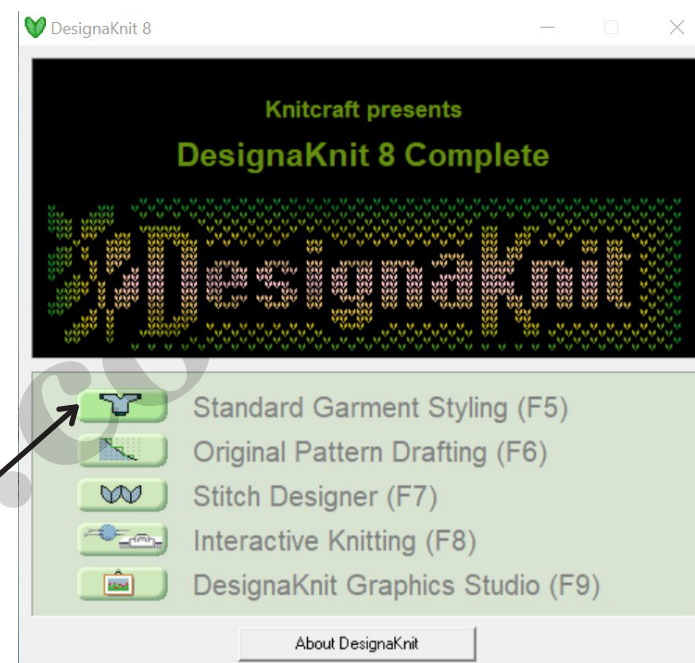 DesignaKnit 8
Knitcraft presents
DesignaKnit 8 Complete
DesignaKnit
Standard Garment Styling (F5)
Original Pattern Drafting (F6)
Stitch Designer (F7)
Interactive Knitting (F8)
DesignaKnit Graphics Studio (F9)
About DesignaKnit